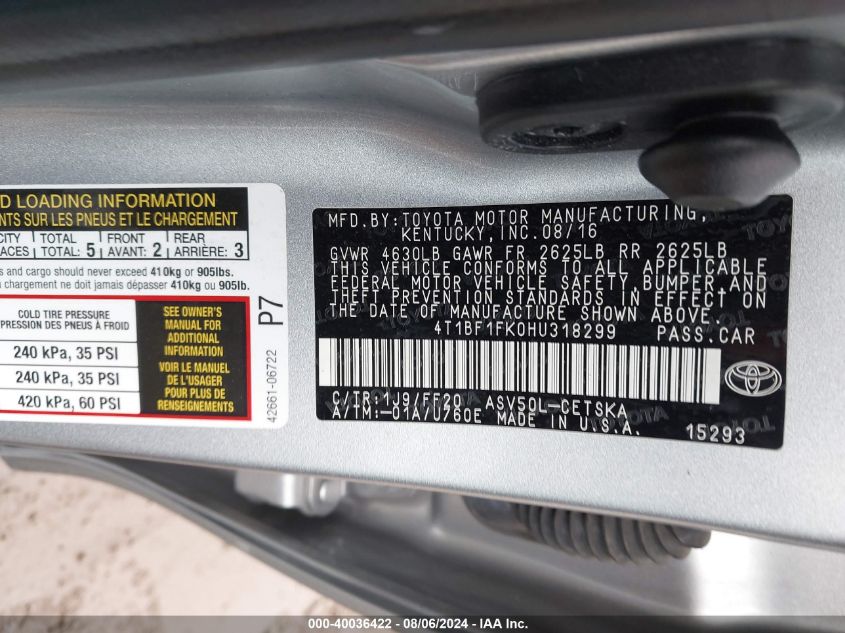 D LOADING INFORMATION
ENTS SUR LES PNEUS ET LE CHARGEMENT
CITY TOTAL FRONT REAR
ACES TOTAL: 5 AVANT: 2 ARRIÈRE: 3
s and cargo should never exceed 410kg or 905lbs.
chargement ne doit jamais dépasser 410kg ou 905lb.
COLD TIRE PRESSURE
PRESSION DES PNEUS À FROID
240 kPa, 35 PSI
240 kPa, 35 PSI
420 kPa, 60 PSI
SEE OWNER'S
MANUAL FOR
ADDITIONAL
INFORMATION
VOIR LE MANUEL
DE L'USAGER
POUR PLUS DE
RENSEIGNEMENTS
P7
42661-06722
MFD.BY:TOYOTA MOTOR MANUFACTURING,
KENTUCKY, INC.08/16
GVWR 4630LB GAWR FR 2625LB RR 2625LB
THIS VEHICLE CONFORMS TO ALL APPLICABLE
FEDERAL MOTOR VEHICLE SAFETY,BUMPER,AND
THEFT PREVENTION STANDARDS IN EFFECT ON
THE DATE OF MANUFACTURE SHOWN ABOVE.
4T1BF1FK0HU318299 PASS.CAR
C/TR:1J9/FF20 ASV50L-CETSKA
A/TM:-01A/U760E MADE IN U.S.A. 15293
000-40036422 - 08/06/2024 - IAA Inc.